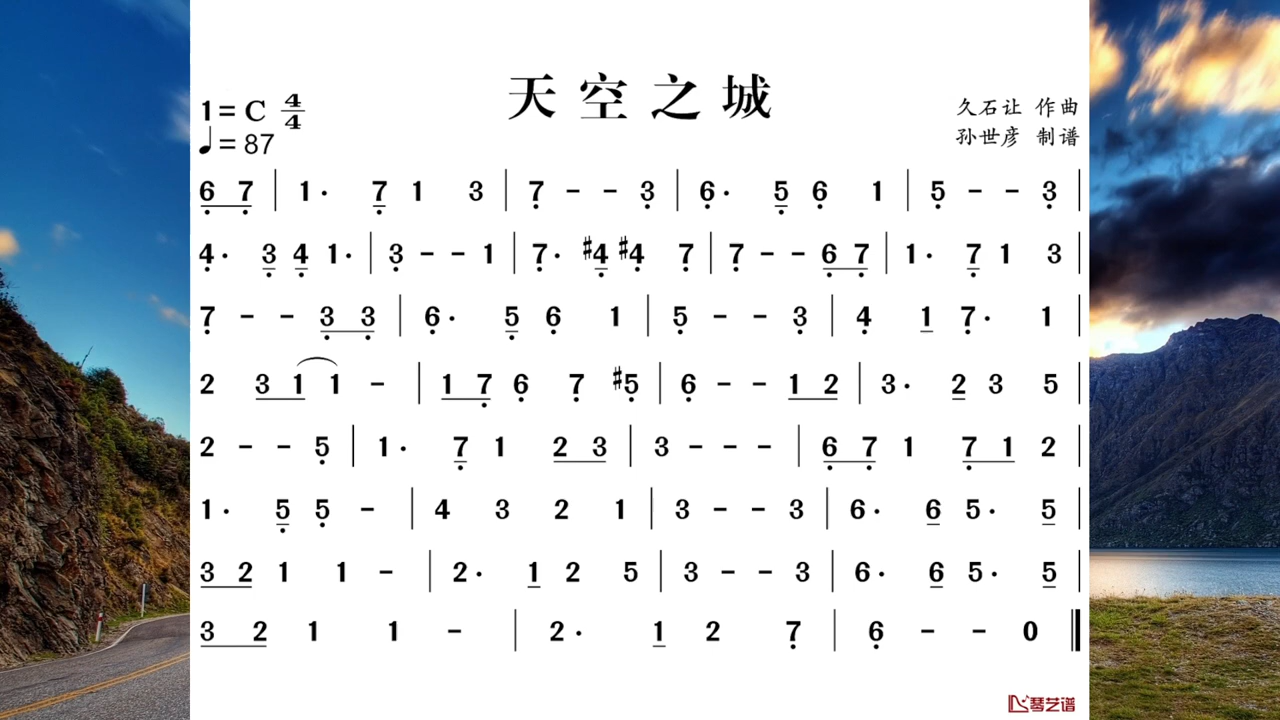 天空之城
1=C 4/4
♩=87
久石让 作曲
孙世彦 制谱
6̣ 7̣ | 1· 7̣ 1 3 | 7̣ - - 3̣ | 6̣· 5̣ 6̣ 1 | 5̣ - - 3̣ |
4̣· 3̣ 4̣ 1· | 3̣ - - 1 | 7̣· #4̣ #4̣ 7̣ | 7̣ - - 6̣ 7̣ | 1· 7̣ 1 3 |
7̣ - - 3̣ 3̣ | 6̣· 5̣ 6̣ 1 | 5̣ - - 3̣ | 4̣ 1 7̣· 1 |
2 3 1 1 - | 1 7̣ 6̣ 7̣ #5̣ | 6̣ - - 1 2 | 3· 2 3 5 |
2 - - 5̣ | 1· 7̣ 1 2 3 | 3 - - - | 6̣ 7̣ 1 7̣ 1 2 |
1· 5̣ 5̣ - | 4 3 2 1 | 3 - - 3 | 6· 6 5· 5 |
3 2 1 1 - | 2· 1 2 5 | 3 - - 3 | 6· 6 5· 5 |
3 2 1 1 - | 2· 1 2 7̣ | 6̣ - - 0 ‖
琴艺谱